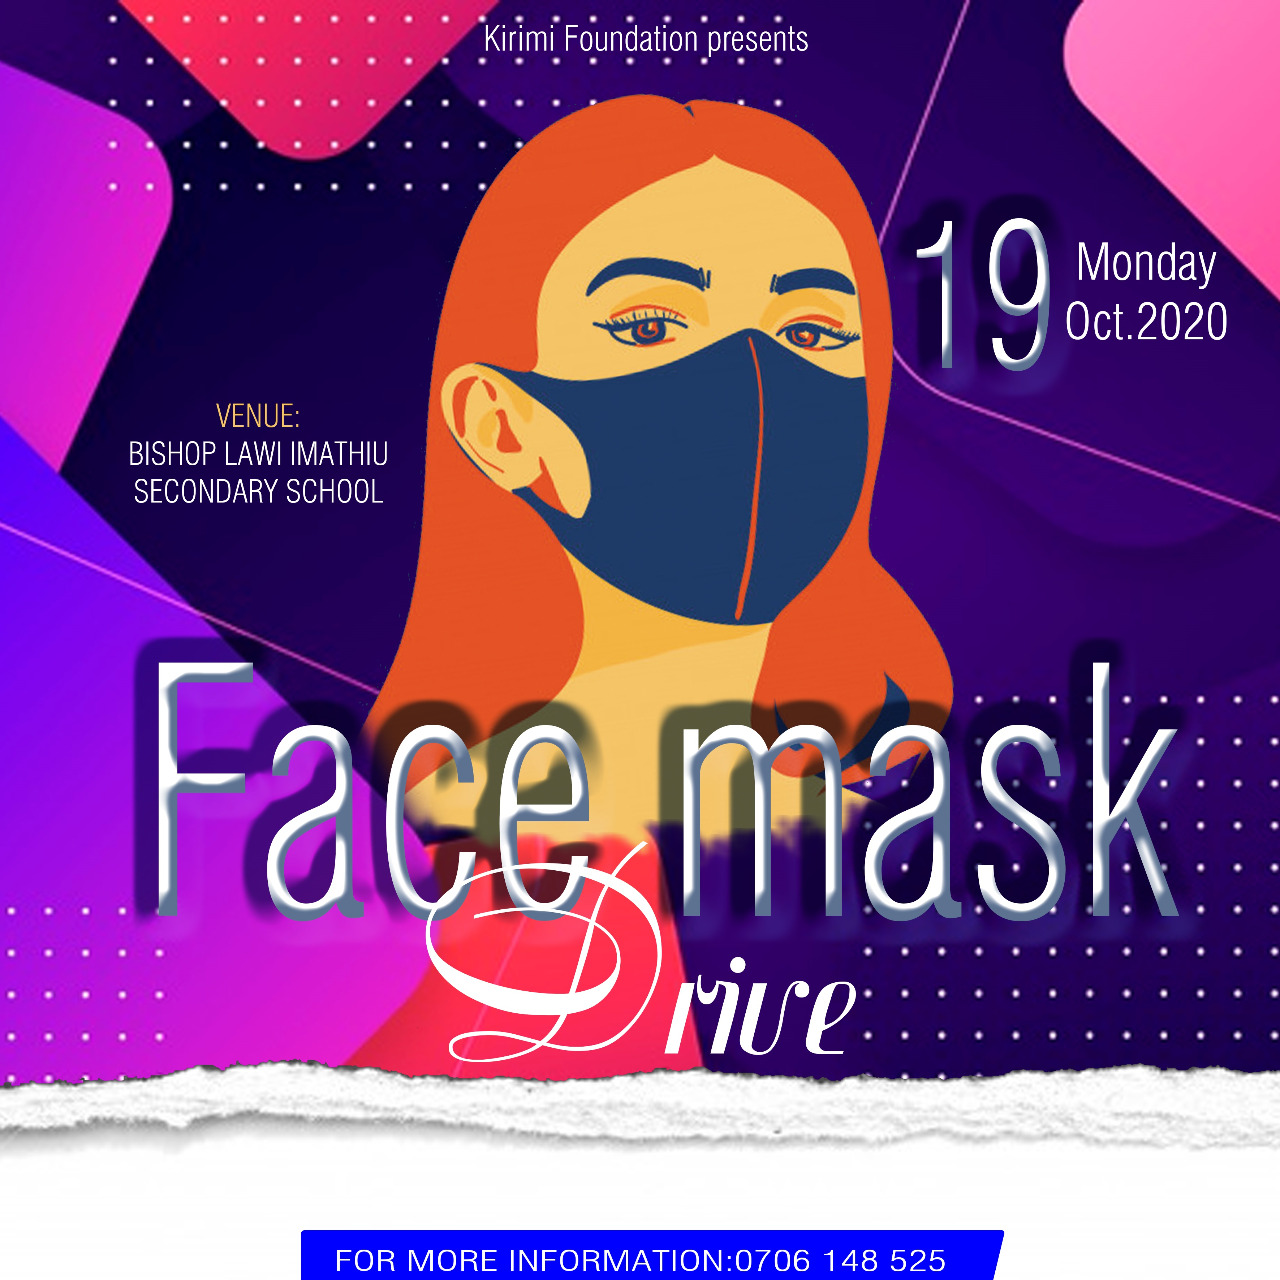 Kirimi Foundation presents
19
Monday
Oct.2020
VENUE:
BISHOP LAWI IMATHIU
SECONDARY SCHOOL
Face mask
Drive
FOR MORE INFORMATION:0706 148 525